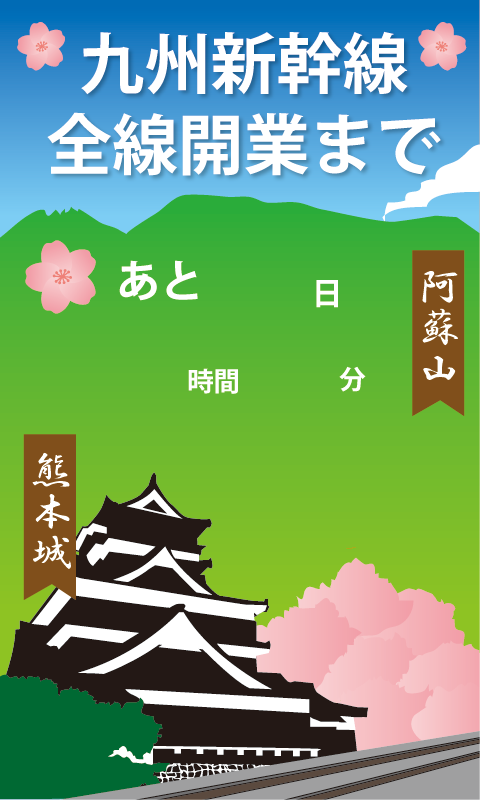 九州新幹線
全線開業まで
あと 日
時間 分
阿蘇山
熊本城